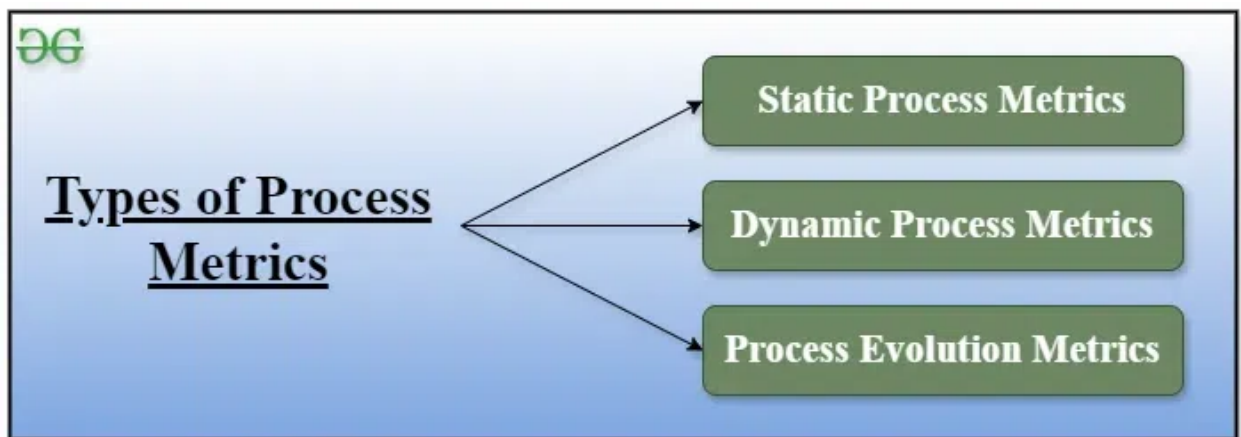 Types of Process
Metrics
Static Process Metrics
Dynamic Process Metrics
Process Evolution Metrics